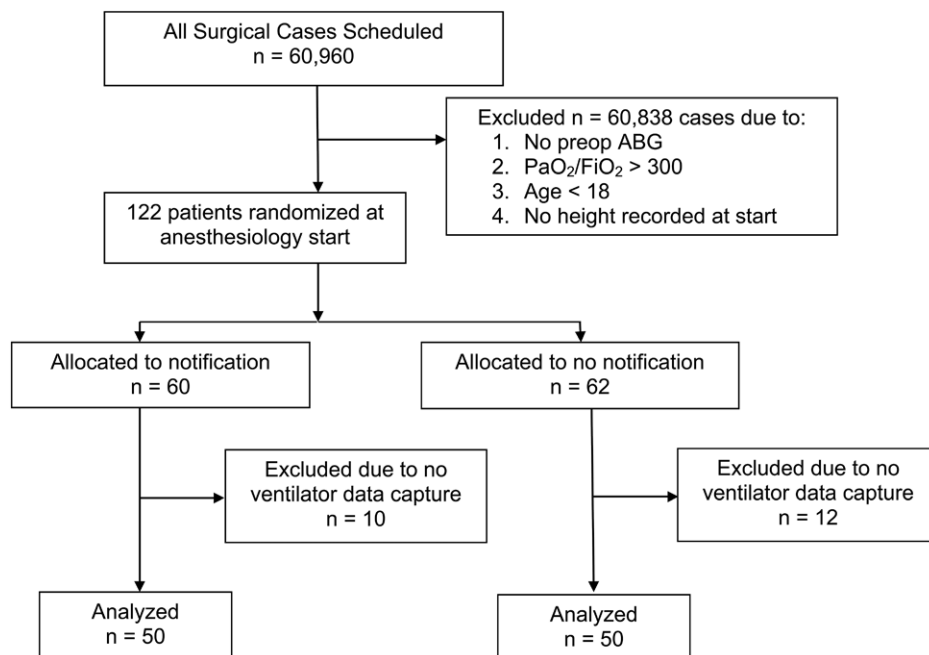 All Surgical Cases Scheduled
n = 60,960
Excluded n = 60,838 cases due to:
1. No preop ABG
2. PaO₂/FiO₂ > 300
3. Age < 18
4. No height recorded at start
122 patients randomized at
anesthesiology start
Allocated to notification
n = 60
Allocated to no notification
n = 62
Excluded due to no
ventilator data capture
n = 10
Excluded due to no
ventilator data capture
n = 12
Analyzed
n = 50
Analyzed
n = 50